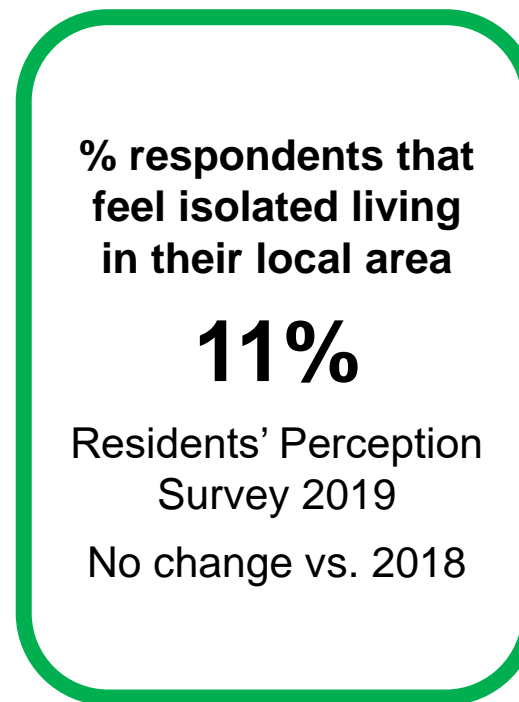 % respondents that
feel isolated living
in their local area
11%
Residents’ Perception
Survey 2019
No change vs. 2018